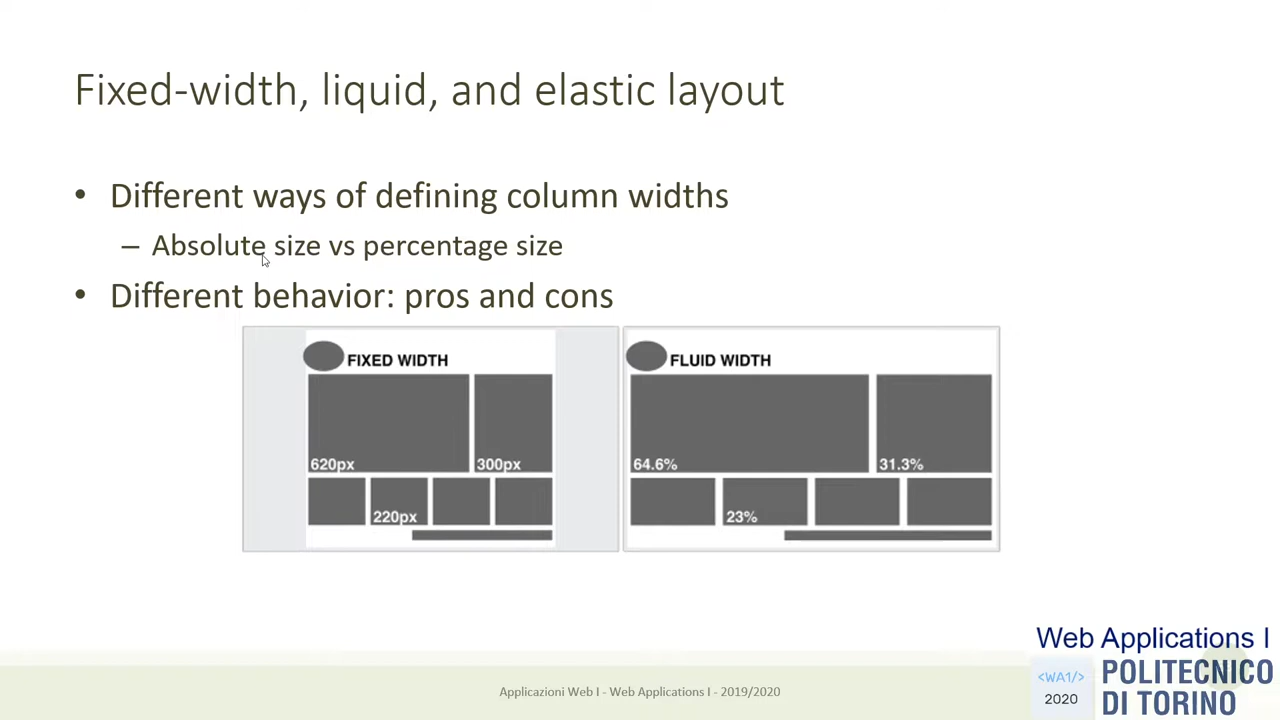 Fixed-width, liquid, and elastic layout
• Different ways of defining column widths
– Absolute size vs percentage size
• Different behavior: pros and cons
FIXED WIDTH
620px
300px
220px
FLUID WIDTH
64.6%
31.3%
23%
Applicazioni Web I - Web Applications I - 2019/2020
Web Applications I
<WA1/>
2020
POLITECNICO
DI TORINO